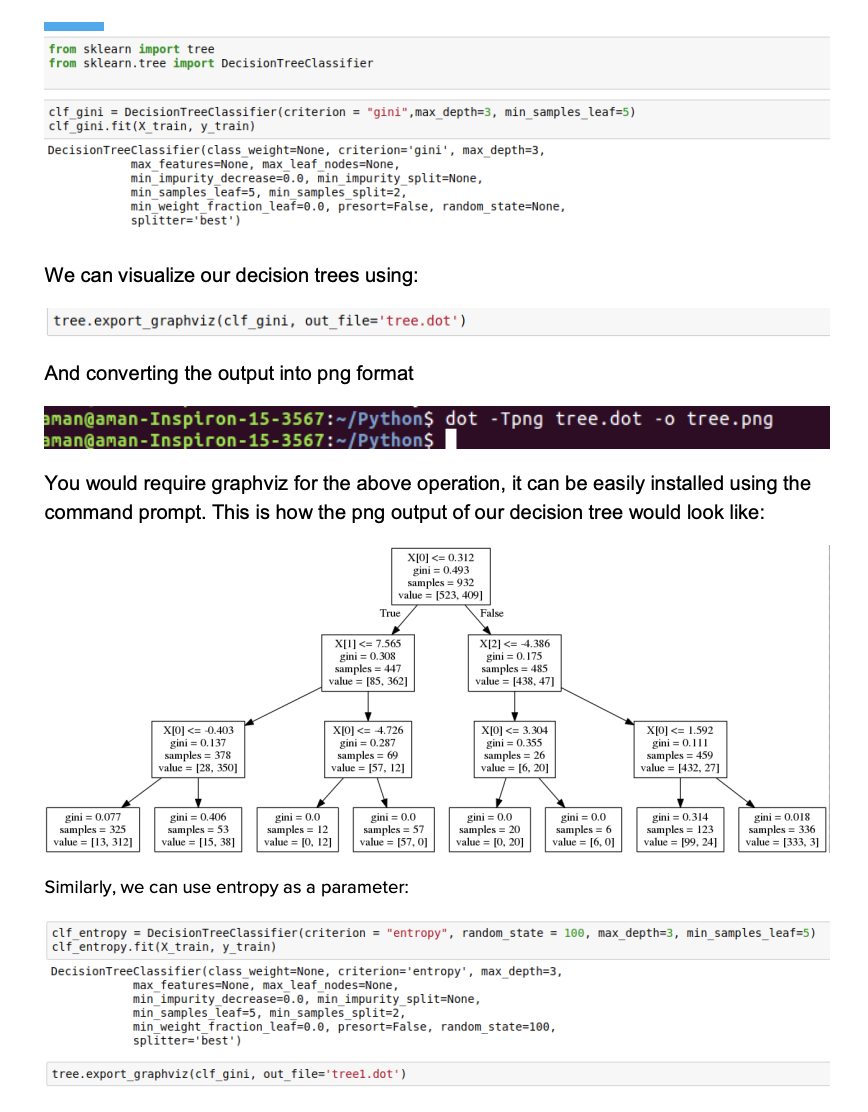 from sklearn import tree
from sklearn.tree import DecisionTreeClassifier
clf_gini = DecisionTreeClassifier(criterion = "gini",max_depth=3, min_samples_leaf=5)
clf_gini.fit(X_train, y_train)
DecisionTreeClassifier(class_weight=None, criterion='gini', max_depth=3,
max_features=None, max_leaf_nodes=None,
min_impurity_decrease=0.0, min_impurity_split=None,
min_samples_leaf=5, min_samples_split=2,
min_weight_fraction_leaf=0.0, presort=False, random_state=None,
splitter='best')
We can visualize our decision trees using:
tree.export_graphviz(clf_gini, out_file='tree.dot')
And converting the output into png format
aman@aman-Inspiron-15-3567:~/Python$ dot -Tpng tree.dot -o tree.png
aman@aman-Inspiron-15-3567:~/Python$
You would require graphviz for the above operation, it can be easily installed using the
command prompt. This is how the png output of our decision tree would look like:
X[0] <= 0.312
gini = 0.493
samples = 932
value = [523, 409]
True
False
X[1] <= 7.565
gini = 0.308
samples = 447
value = [85, 362]
X[2] <= -4.386
gini = 0.175
samples = 485
value = [438, 47]
X[0] <= -0.403
gini = 0.137
samples = 378
value = [28, 350]
X[0] <= -4.726
gini = 0.287
samples = 69
value = [57, 12]
X[0] <= 3.304
gini = 0.355
samples = 26
value = [6, 20]
X[0] <= 1.592
gini = 0.111
samples = 459
value = [432, 27]
gini = 0.077
samples = 325
value = [13, 312]
gini = 0.406
samples = 53
value = [15, 38]
gini = 0.0
samples = 12
value = [0, 12]
gini = 0.0
samples = 57
value = [57, 0]
gini = 0.0
samples = 20
value = [0, 20]
gini = 0.0
samples = 6
value = [6, 0]
gini = 0.314
samples = 123
value = [99, 24]
gini = 0.018
samples = 336
value = [333, 3]
Similarly, we can use entropy as a parameter:
clf_entropy = DecisionTreeClassifier(criterion = "entropy", random_state = 100, max_depth=3, min_samples_leaf=5)
clf_entropy.fit(X_train, y_train)
DecisionTreeClassifier(class_weight=None, criterion='entropy', max_depth=3,
max_features=None, max_leaf_nodes=None,
min_impurity_decrease=0.0, min_impurity_split=None,
min_samples_leaf=5, min_samples_split=2,
min_weight_fraction_leaf=0.0, presort=False, random_state=100,
splitter='best')
tree.export_graphviz(clf_gini, out_file='tree1.dot')